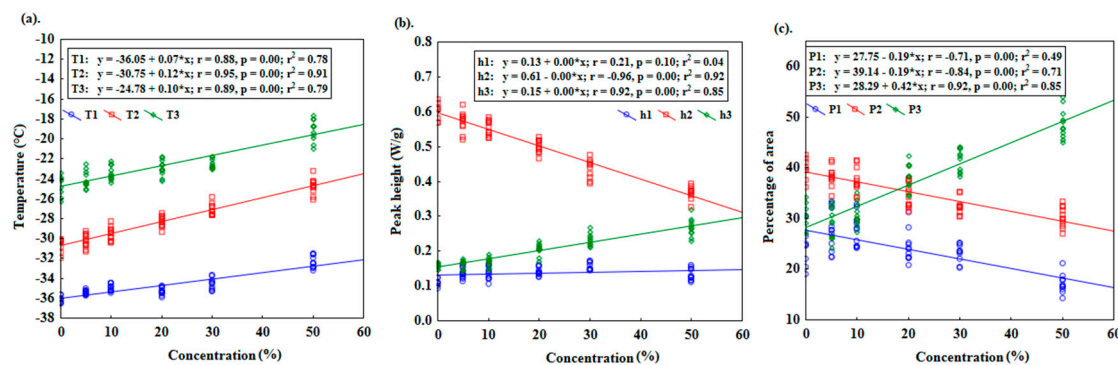 (a).
T1: y = -36.05 + 0.07*x; r = 0.88, p = 0.00; r² = 0.78
T2: y = -30.75 + 0.12*x; r = 0.95, p = 0.00; r² = 0.91
T3: y = -24.78 + 0.10*x; r = 0.89, p = 0.00; r² = 0.79
T1 T2 T3
Temperature (°C)
-10
-12
-14
-16
-18
-20
-22
-24
-26
-28
-30
-32
-34
-36
-38
0 10 20 30 40 50 60
Concentration (%)
(b).
h1: y = 0.13 + 0.00*x; r = 0.21, p = 0.10; r² = 0.04
h2: y = 0.61 - 0.00*x; r = -0.96, p = 0.00; r² = 0.92
h3: y = 0.15 + 0.00*x; r = 0.92, p = 0.00; r² = 0.85
h1 h2 h3
Peak height (W/g)
0.8
0.7
0.6
0.5
0.4
0.3
0.2
0.1
0.0
0 10 20 30 40 50 60
Concentration (%)
(c).
P1: y = 27.75 - 0.19*x; r = -0.71, p = 0.00; r² = 0.49
P2: y = 39.14 - 0.19*x; r = -0.84, p = 0.00; r² = 0.71
P3: y = 28.29 + 0.42*x; r = 0.92, p = 0.00; r² = 0.85
P1 P2 P3
Percentage of area
60
50
40
30
20
10
0 10 20 30 40 50 60
Concentration (%)